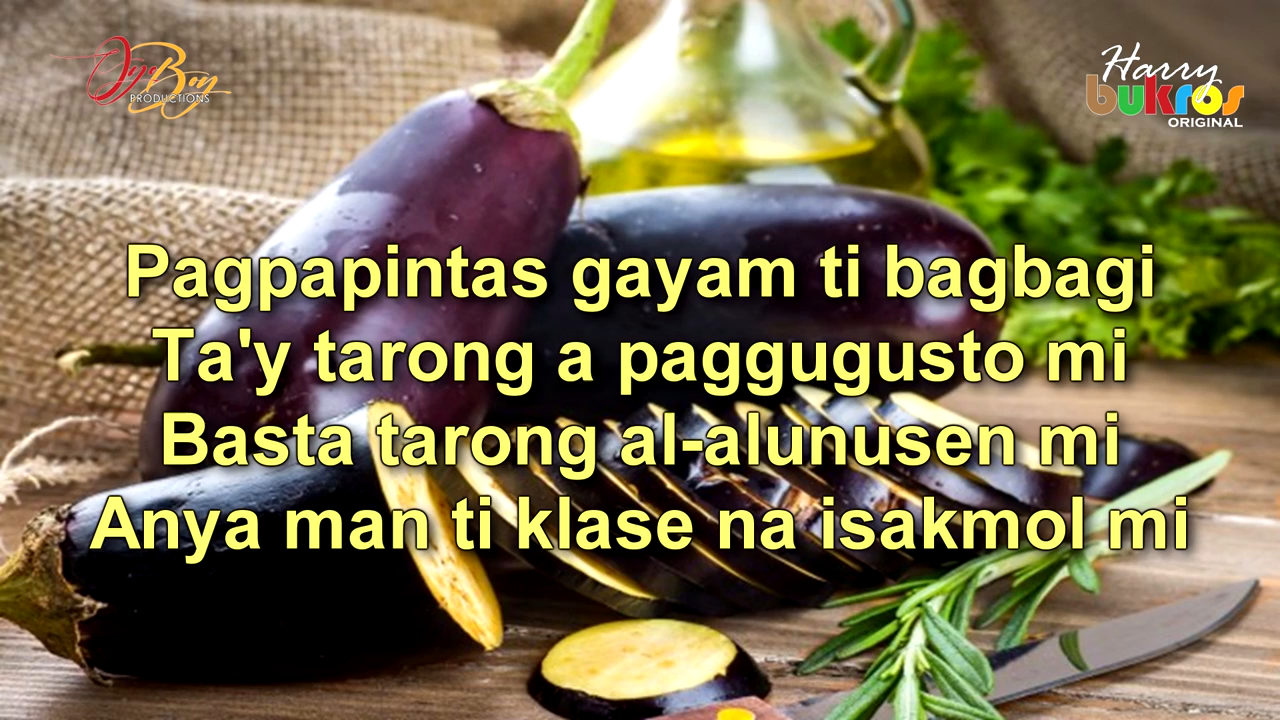 OyoBoy
PRODUCTIONS
Harry
bukros
ORIGINAL
Pagpapintas gayam ti bagbagi
Ta'y tarong a paggugusto mi
Basta tarong al-alunusen mi
Anya man ti klase na isakmol mi